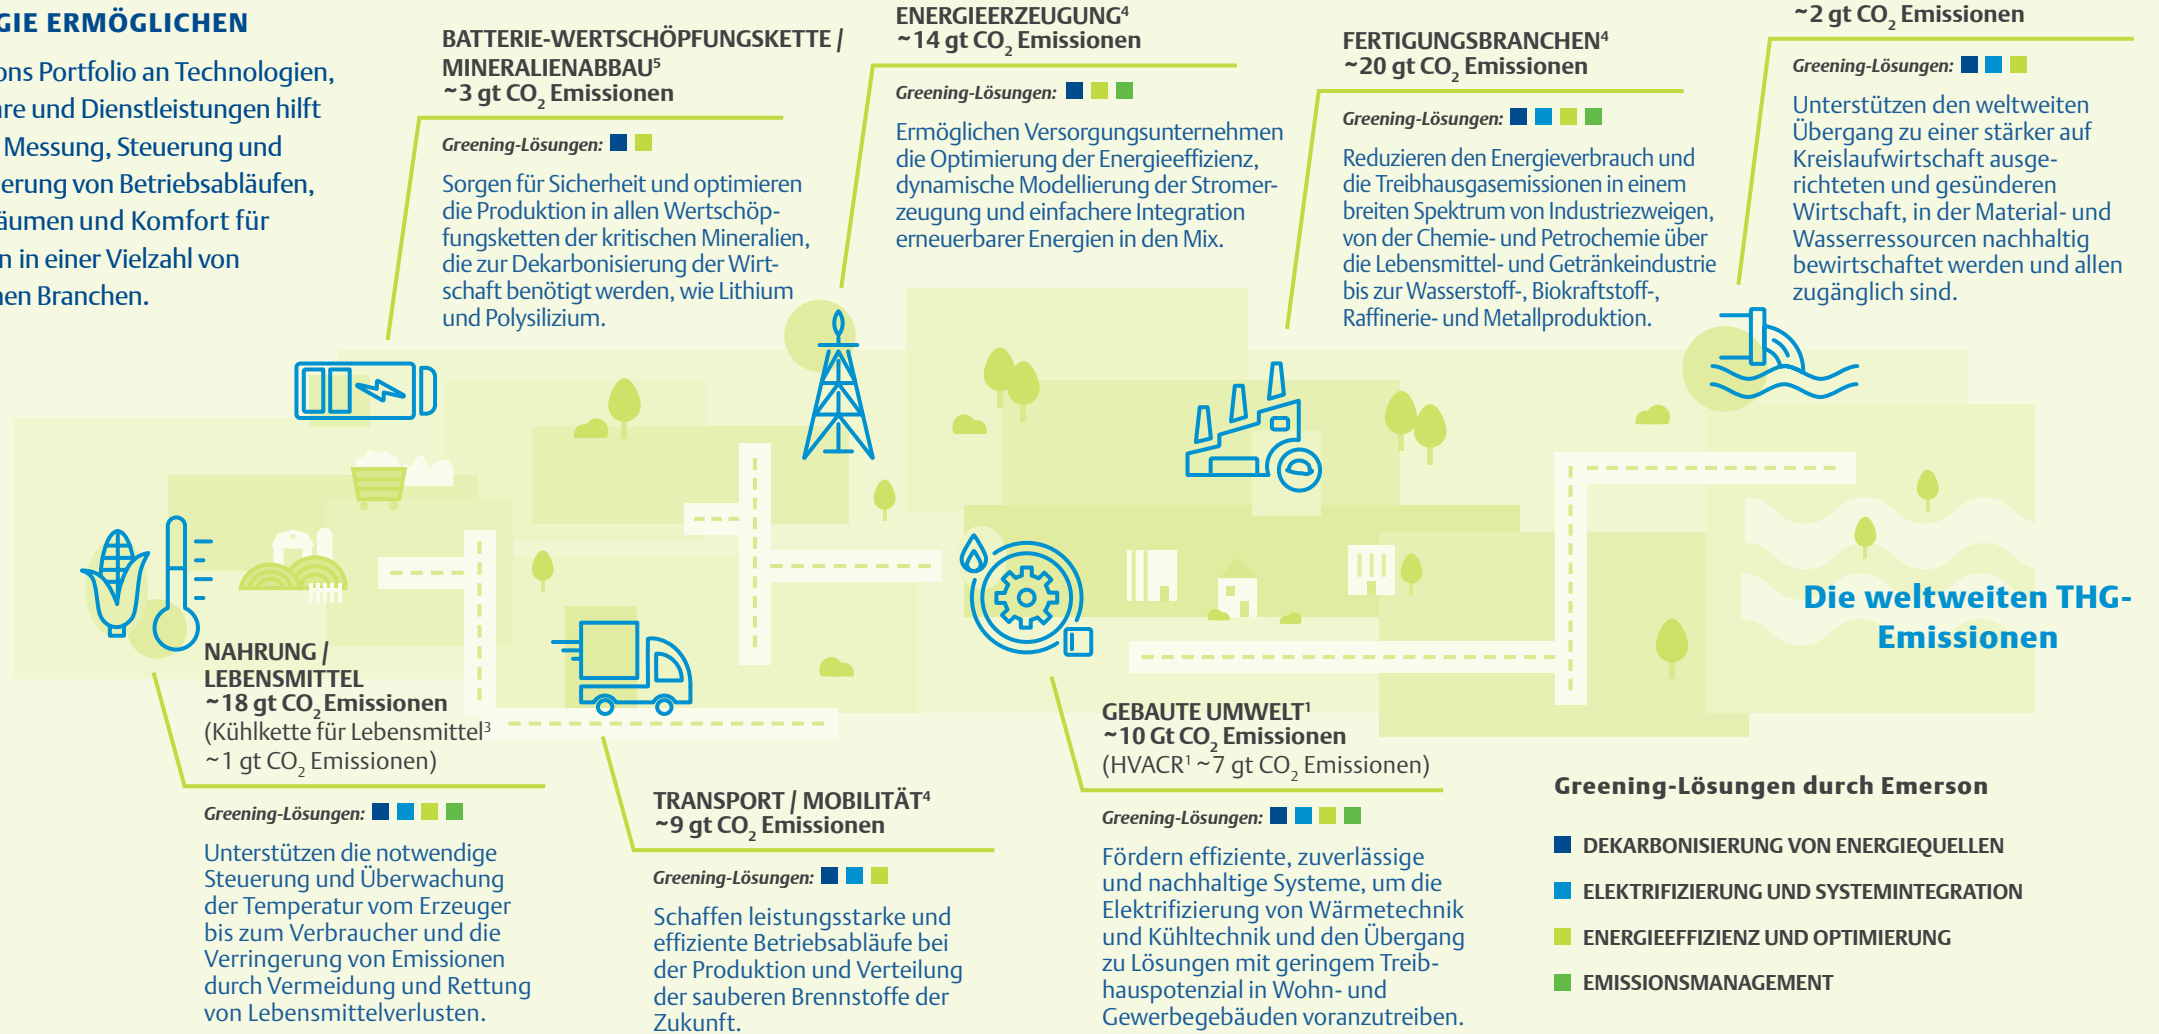 GIE ERMÖGLICHEN
ons Portfolio an Technologien,
are und Dienstleistungen hilft
Messung, Steuerung und
erung von Betriebsabläufen,
äumen und Komfort für
n in einer Vielzahl von
nen Branchen.
BATTERIE-WERTSCHÖPFUNGSKETTE /
MINERALIENABBAU⁵
~3 gt CO₂ Emissionen
Greening-Lösungen:
Sorgen für Sicherheit und optimieren
die Produktion in allen Wertschöp-
fungsketten der kritischen Mineralien,
die zur Dekarbonisierung der Wirt-
schaft benötigt werden, wie Lithium
und Polysilizium.
ENERGIEERZEUGUNG⁴
~14 gt CO₂ Emissionen
Greening-Lösungen:
Ermöglichen Versorgungsunternehmen
die Optimierung der Energieeffizienz,
dynamische Modellierung der Stromer-
zeugung und einfachere Integration
erneuerbarer Energien in den Mix.
FERTIGUNGSBRANCHEN⁴
~20 gt CO₂ Emissionen
Greening-Lösungen:
Reduzieren den Energieverbrauch und
die Treibhausgasemissionen in einem
breiten Spektrum von Industriezweigen,
von der Chemie- und Petrochemie über
die Lebensmittel- und Getränkeindustrie
bis zur Wasserstoff-, Biokraftstoff-,
Raffinerie- und Metallproduktion.
~2 gt CO₂ Emissionen
Greening-Lösungen:
Unterstützen den weltweiten
Übergang zu einer stärker auf
Kreislaufwirtschaft ausge-
richteten und gesünderen
Wirtschaft, in der Material- und
Wasserressourcen nachhaltig
bewirtschaftet werden und allen
zugänglich sind.
Die weltweiten THG-
Emissionen
NAHRUNG /
LEBENSMITTEL
~18 gt CO₂ Emissionen
(Kühlkette für Lebensmittel³
~1 gt CO₂ Emissionen)
Greening-Lösungen:
Unterstützen die notwendige
Steuerung und Überwachung
der Temperatur vom Erzeuger
bis zum Verbraucher und die
Verringerung von Emissionen
durch Vermeidung und Rettung
von Lebensmittelverlusten.
TRANSPORT / MOBILITÄT⁴
~9 gt CO₂ Emissionen
Greening-Lösungen:
Schaffen leistungsstarke und
effiziente Betriebsabläufe bei
der Produktion und Verteilung
der sauberen Brennstoffe der
Zukunft.
GEBAUTE UMWELT¹
~10 Gt CO₂ Emissionen
(HVACR¹ ~7 gt CO₂ Emissionen)
Greening-Lösungen:
Fördern effiziente, zuverlässige
und nachhaltige Systeme, um die
Elektrifizierung von Wärmetechnik
und Kühltechnik und den Übergang
zu Lösungen mit geringem Treib-
hauspotenzial in Wohn- und
Gewerbegebäuden voranzutreiben.
Greening-Lösungen durch Emerson
DEKARBONISIERUNG VON ENERGIEQUELLEN
ELEKTRIFIZIERUNG UND SYSTEMINTEGRATION
ENERGIEEFFIZIENZ UND OPTIMIERUNG
EMISSIONSMANAGEMENT